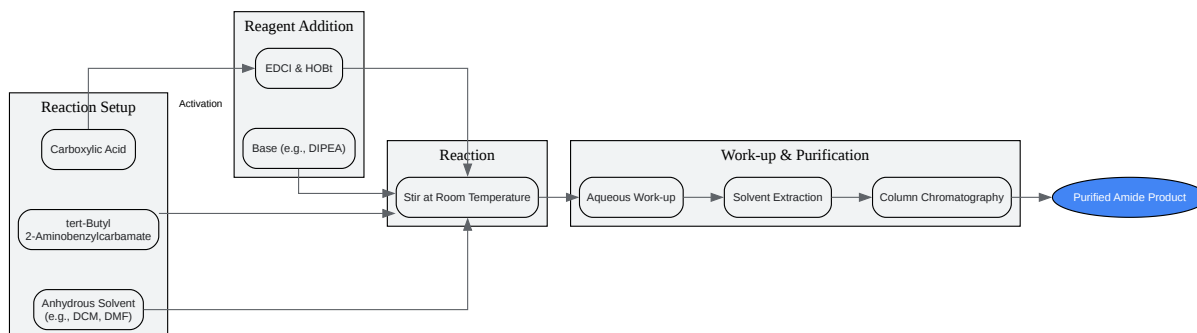 Reagent Addition
EDCI & HOBt
Activation
Base (e.g., DIPEA)
Reaction Setup
Carboxylic Acid
tert-Butyl
2-Aminobenzylcarbamate
Anhydrous Solvent
(e.g., DCM, DMF)
Reaction
Stir at Room Temperature
Work-up & Purification
Aqueous Work-up
Solvent Extraction
Column Chromatography
Purified Amide Product